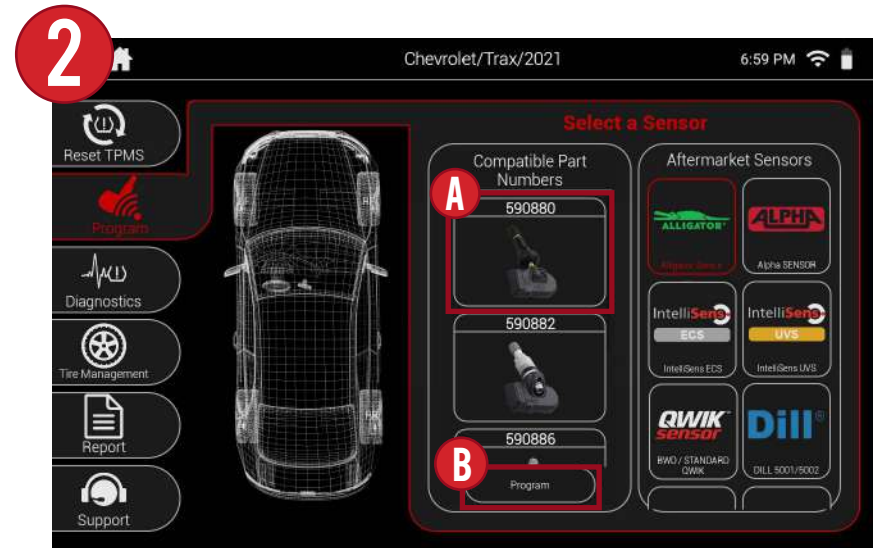 2
Chevrolet/Trax/2021
6:59 PM
Reset TPMS
Program
Diagnostics
Tire Management
Report
Support
Select a Sensor
Compatible Part
Numbers
A
590880
590882
590886
B
Program
Aftermarket Sensors
ALLIGATOR
ALPHA
Alpha SENSOR
IntelliSens
ECS
IntelliSens ECS
IntelliSens
UVS
IntelliSens UVS
QWIK
sensor
BWD / STANDARD
QWIK
Dill®
DILL 5001/9002